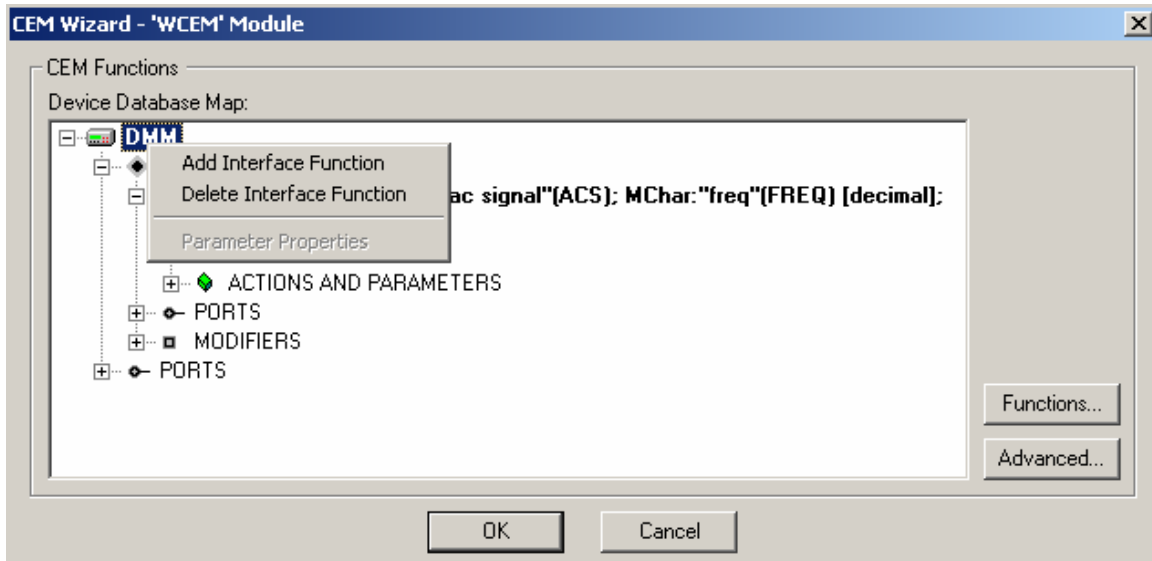 CEM Wizard - 'WCEM' Module
CEM Functions
Device Database Map:
DMM
Add Interface Function
Delete Interface Function
ac signal"(ACS); MChar:"freq"(FREQ) [decimal];
Parameter Properties
ACTIONS AND PARAMETERS
PORTS
MODIFIERS
PORTS
Functions...
Advanced...
OK
Cancel